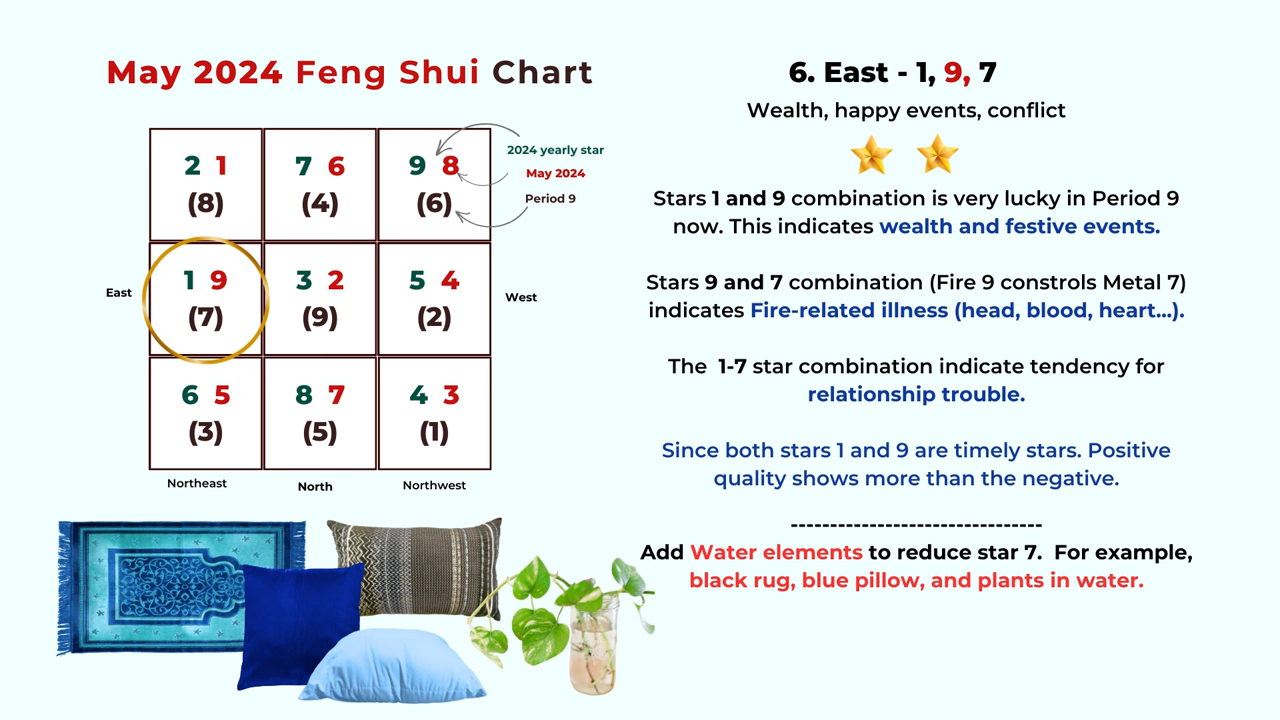 May 2024 Feng Shui Chart
2 1
(8)
7 6
(4)
9 8
(6)
2024 yearly star
May 2024
Period 9
East
1 9
(7)
3 2
(9)
5 4
(2)
West
6 5
(3)
8 7
(5)
4 3
(1)
Northeast
North
Northwest
6. East - 1, 9, 7
Wealth, happy events, conflict
Stars 1 and 9 combination is very lucky in Period 9
now. This indicates wealth and festive events.
Stars 9 and 7 combination (Fire 9 constrols Metal 7)
indicates Fire-related illness (head, blood, heart...).
The 1-7 star combination indicate tendency for
relationship trouble.
Since both stars 1 and 9 are timely stars. Positive
quality shows more than the negative.
--------------------------------
Add Water elements to reduce star 7. For example,
black rug, blue pillow, and plants in water.